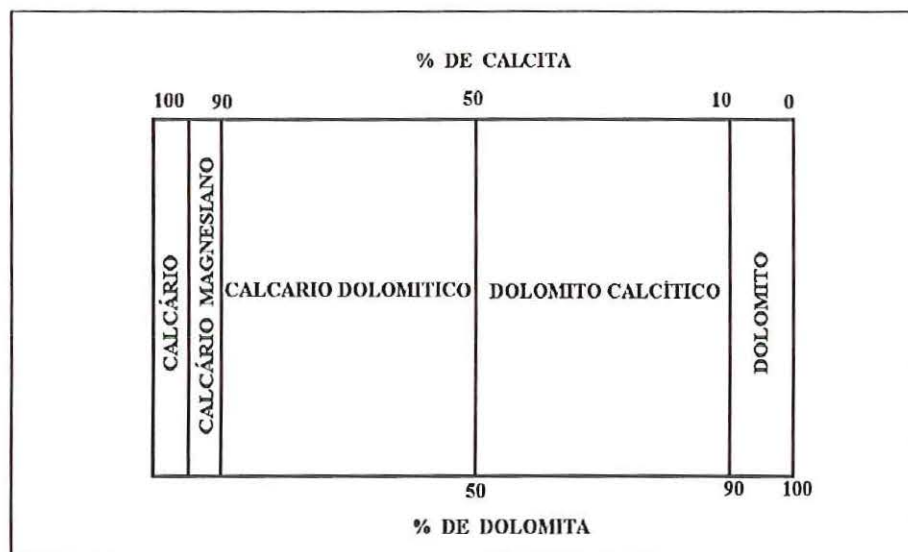 % DE CALCITA
100 90 50 10 0
CALCÁRIO
CALCÁRIO MAGNESIANO
CALCARIO DOLOMITICO
DOLOMITO CALCÍTICO
DOLOMITO
50 90 100
% DE DOLOMITA